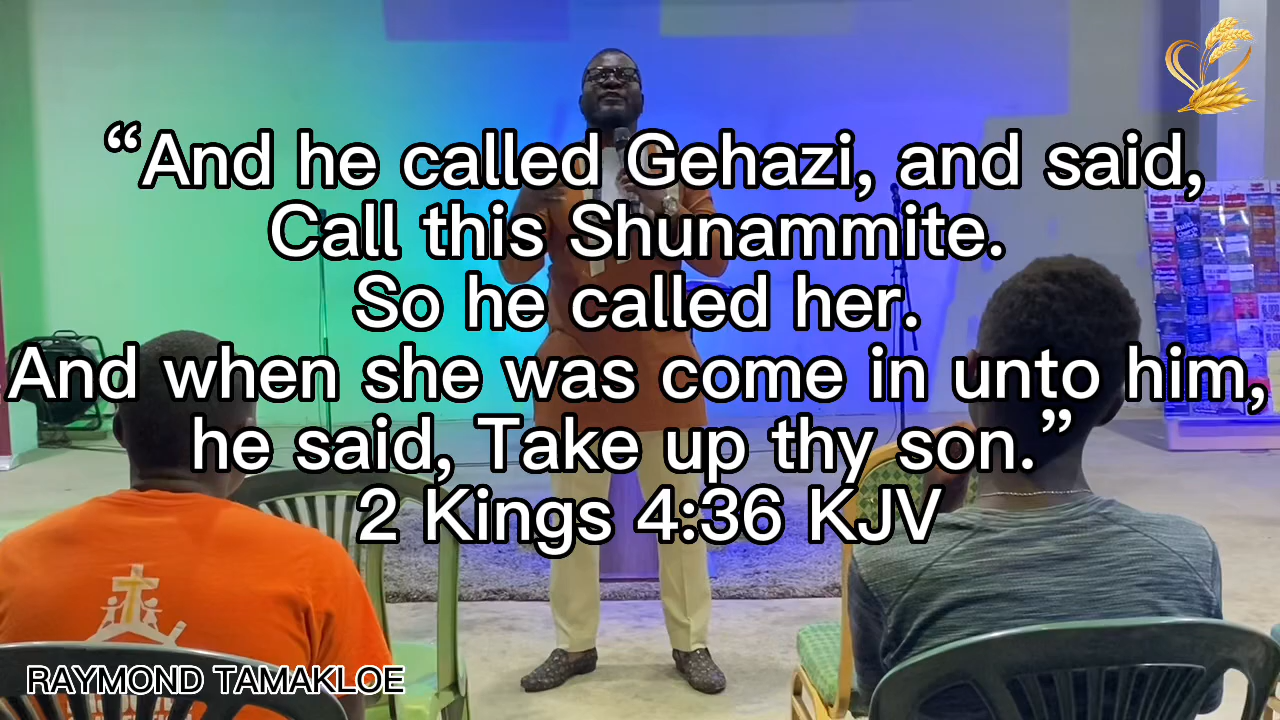 “And he called Gehazi, and said,
Call this Shunammite.
So he called her.
And when she was come in unto him,
he said, Take up thy son.”
2 Kings 4:36 KJV
RAYMOND TAMAKLOE